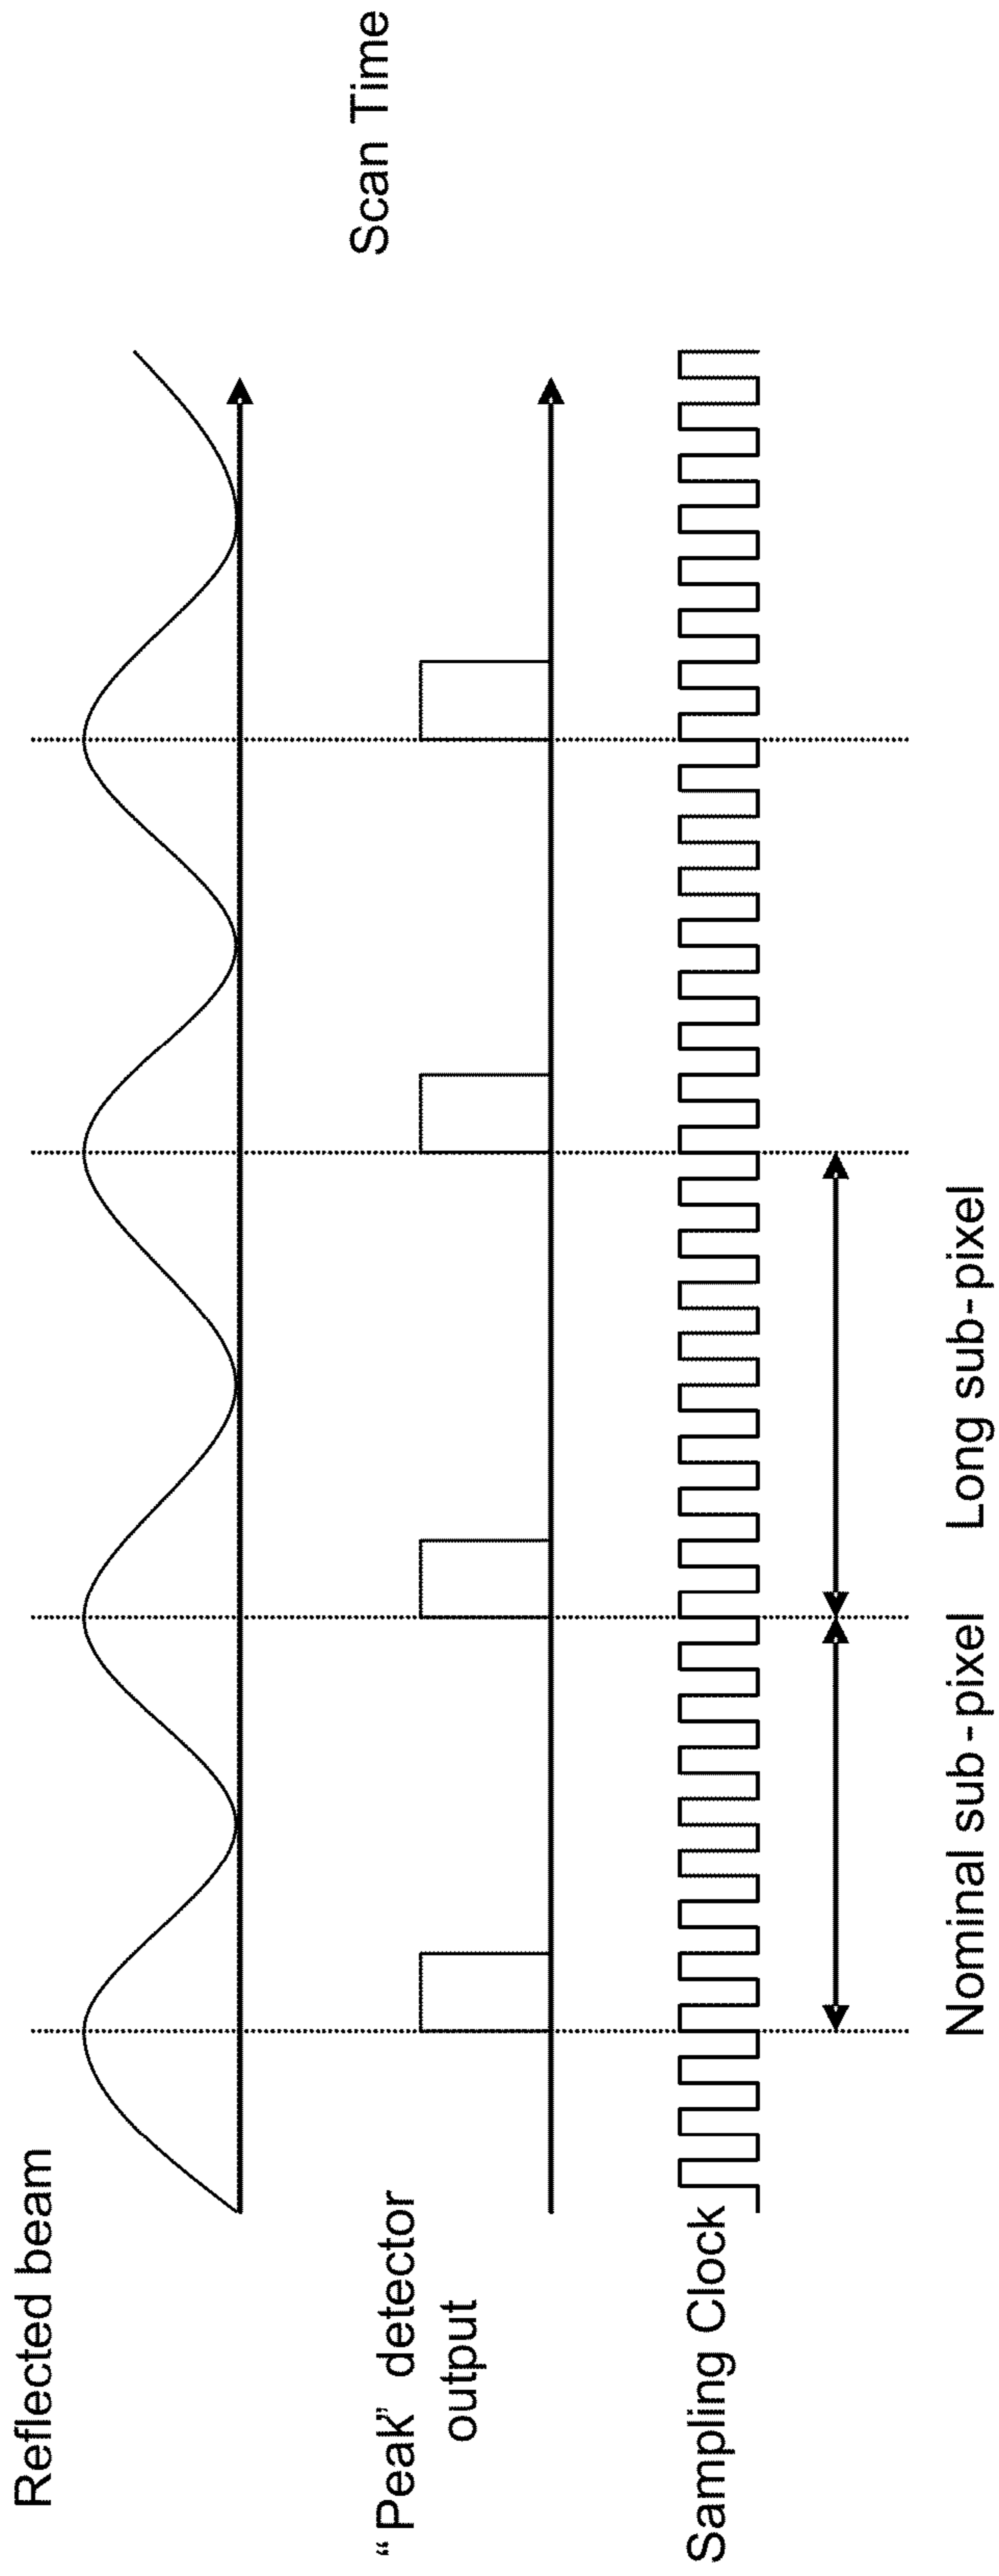 Reflected beam
Scan Time
“Peak” detector
output
Sampling Clock
Nominal sub-pixel
Long sub-pixel